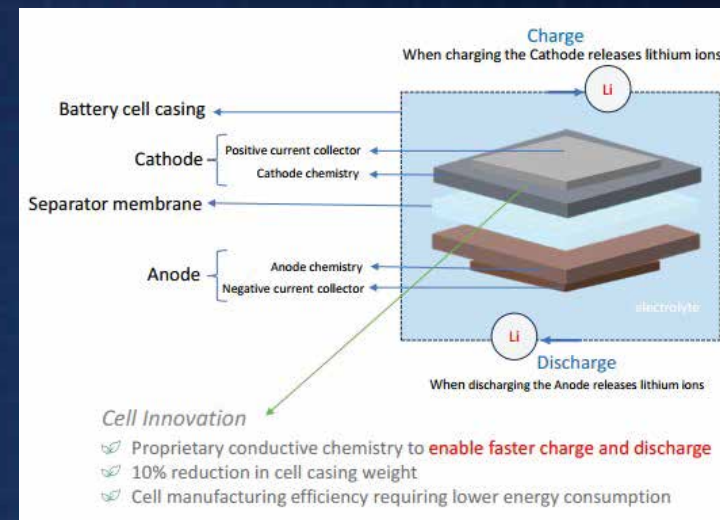 Charge
When charging the Cathode releases lithium ions
Li
Battery cell casing
Positive current collector
Cathode
Cathode chemistry
Separator membrane
Anode chemistry
Anode
Negative current collector
electrolyte
Li
Discharge
When discharging the Anode releases lithium ions
Cell Innovation
Proprietary conductive chemistry to enable faster charge and discharge
10% reduction in cell casing weight
Cell manufacturing efficiency requiring lower energy consumption